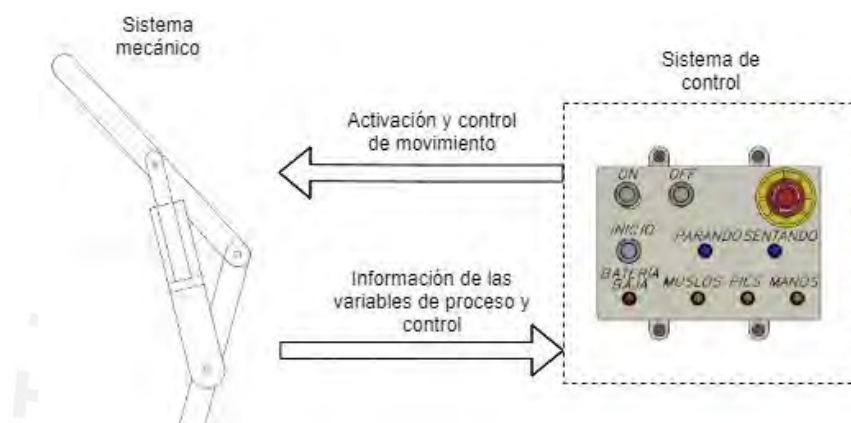 Sistema
mecánico
Sistema de
control
Activación y control
de movimiento
Información de las
variables de proceso y
control
ON OFF
INICIO PARANDO SENTANDO
BATERÍA
BAJA MUSLOS PIES MANOS